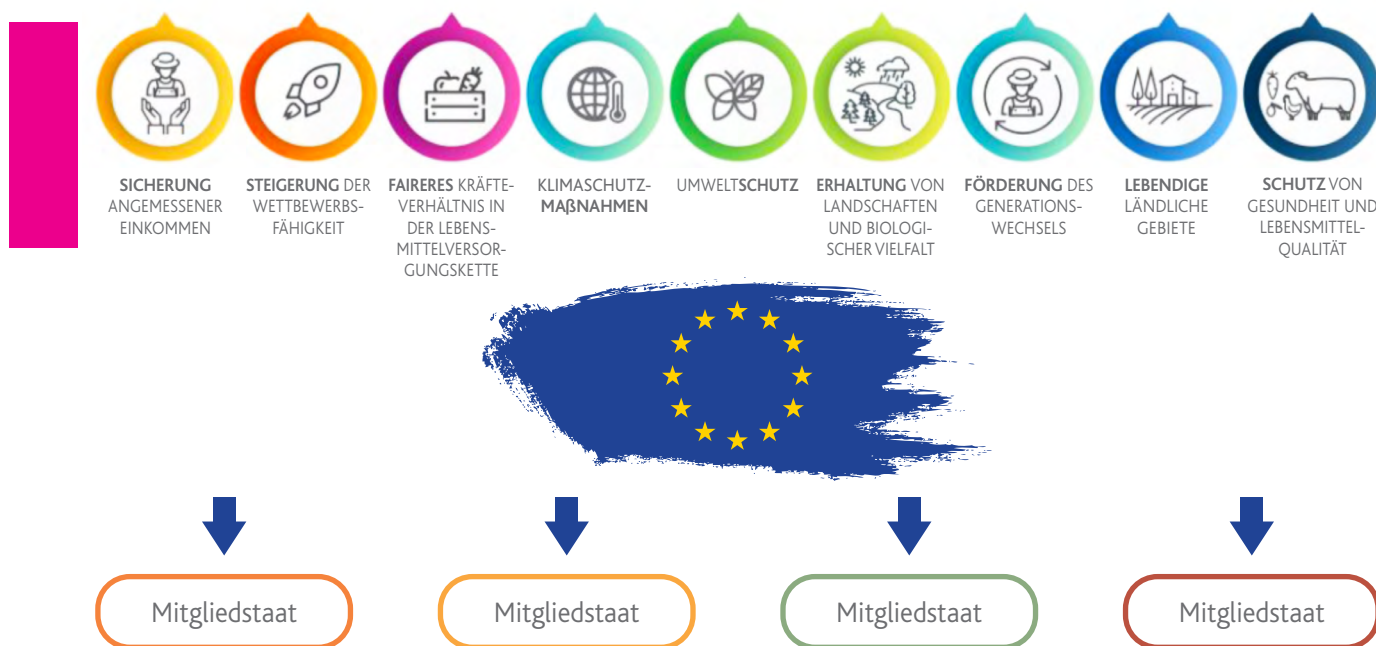 SICHERUNG
ANGEMESSENER
EINKOMMEN
STEIGERUNG DER
WETTBEWERBS-
FÄHIGKEIT
FAIRERES KRÄFTE-
VERHÄLTNIS IN
DER LEBENS-
MITTELVERSOR-
GUNGSKETTE
KLIMASCHUTZ-
MAßNAHMEN
UMWELTSCHUTZ
ERHALTUNG VON
LANDSCHAFTEN
UND BIOLOGI-
SCHER VIELFALT
FÖRDERUNG DES
GENERATIONS-
WECHSELS
LEBENDIGE
LÄNDLICHE
GEBIETE
SCHUTZ VON
GESUNDHEIT UND
LEBENSMITTEL-
QUALITÄT
Mitgliedstaat
Mitgliedstaat
Mitgliedstaat
Mitgliedstaat